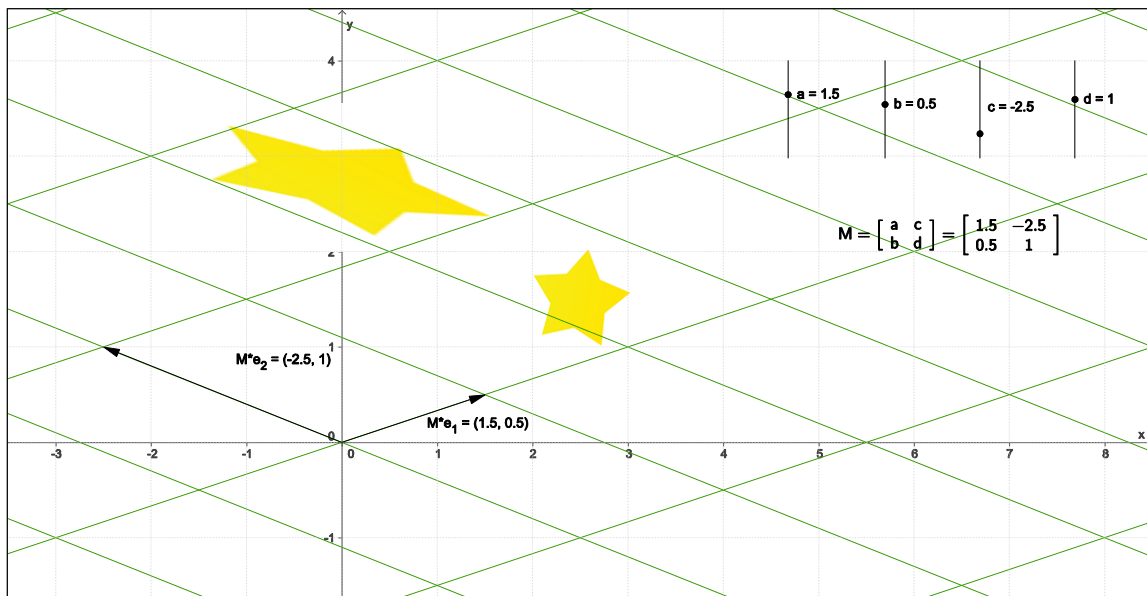 y
4
a = 1.5
b = 0.5
c = -2.5
d = 1
M = [ a c b d ] = [ 1.5 −2.5 0.5 1 ]
2
1
M*e2 = (-2.5, 1)
M*e1 = (1.5, 0.5)
0
x
-3 -2 -1 0 1 2 3 4 5 6 7 8
-1